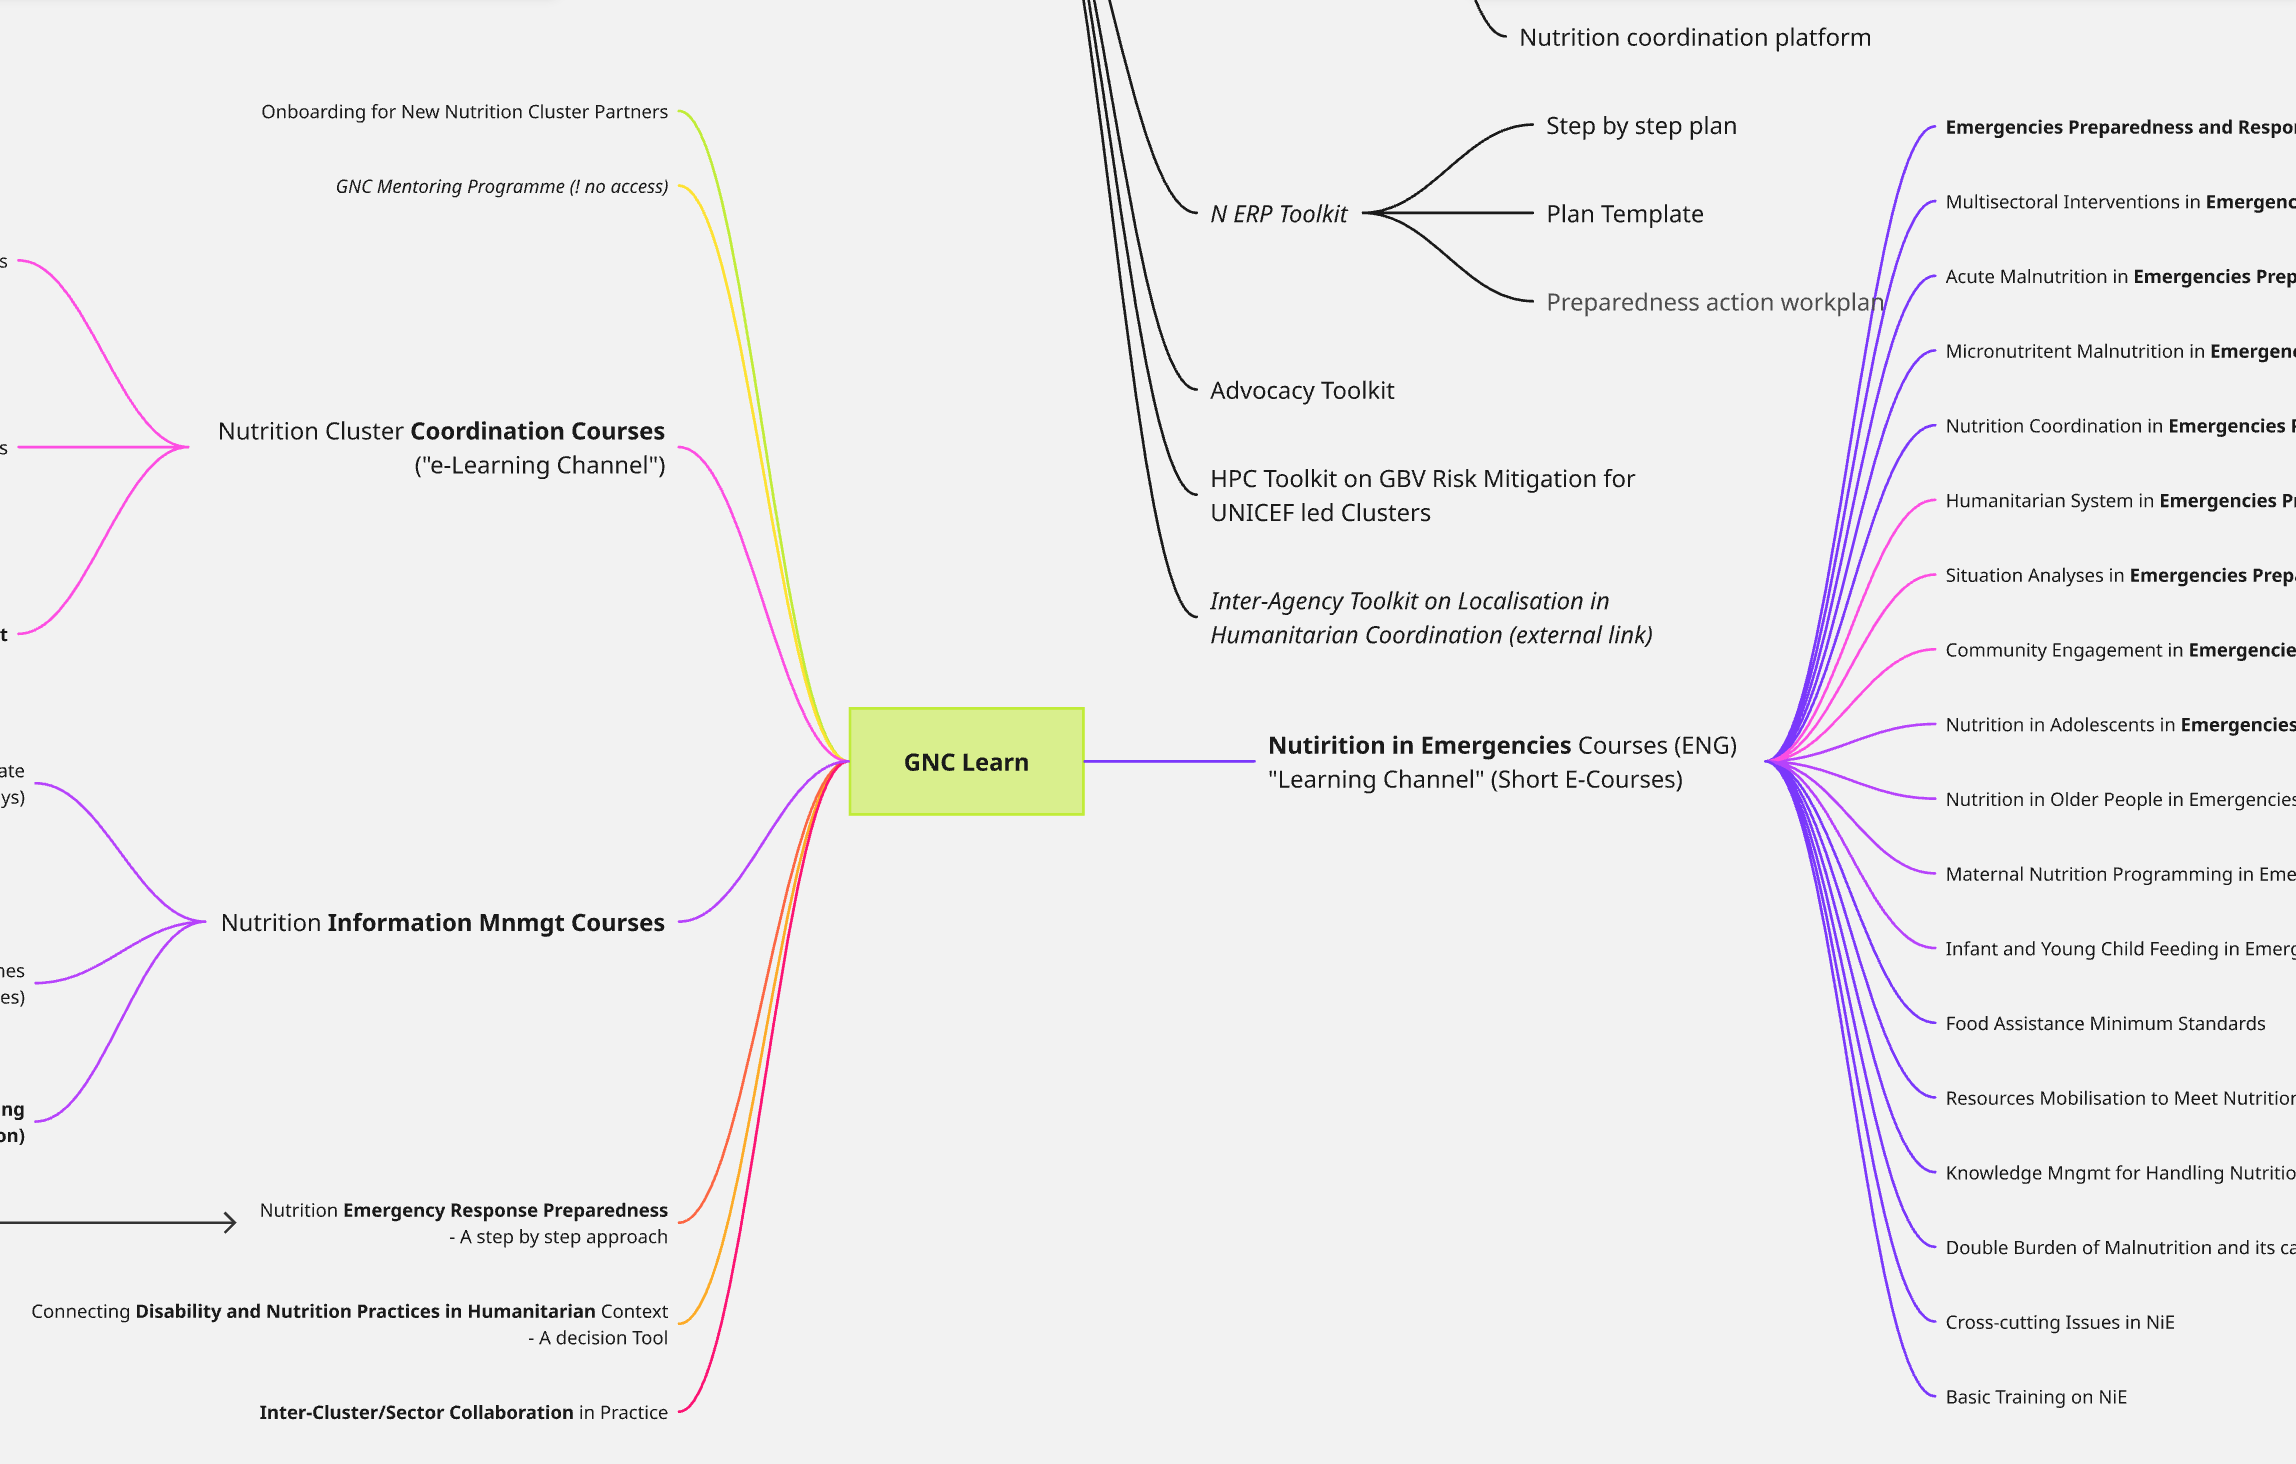 Nutrition coordination platform
Onboarding for New Nutrition Cluster Partners
GNC Mentoring Programme (! no access)
s
Nutrition Cluster Coordination Courses
("e-Learning Channel")
s
t
ate
ys)
Nutrition Information Mnmgt Courses
nes
es)
ng
on)
Nutrition Emergency Response Preparedness
- A step by step approach
Connecting Disability and Nutrition Practices in Humanitarian Context
- A decision Tool
Inter-Cluster/Sector Collaboration in Practice
GNC Learn
N ERP Toolkit
Step by step plan
Plan Template
Preparedness action workplan
Advocacy Toolkit
HPC Toolkit on GBV Risk Mitigation for
UNICEF led Clusters
Inter-Agency Toolkit on Localisation in
Humanitarian Coordination (external link)
Nutirition in Emergencies Courses (ENG)
"Learning Channel" (Short E-Courses)
Emergencies Preparedness and Respo
Multisectoral Interventions in Emergenc
Acute Malnutrition in Emergencies Prep
Micronutritent Malnutrition in Emergenc
Nutrition Coordination in Emergencies P
Humanitarian System in Emergencies Pr
Situation Analyses in Emergencies Prepa
Community Engagement in Emergencie
Nutrition in Adolescents in Emergencies
Nutrition in Older People in Emergencies
Maternal Nutrition Programming in Eme
Infant and Young Child Feeding in Emerg
Food Assistance Minimum Standards
Resources Mobilisation to Meet Nutrition
Knowledge Mngmt for Handling Nutritio
Double Burden of Malnutrition and its ca
Cross-cutting Issues in NiE
Basic Training on NiE